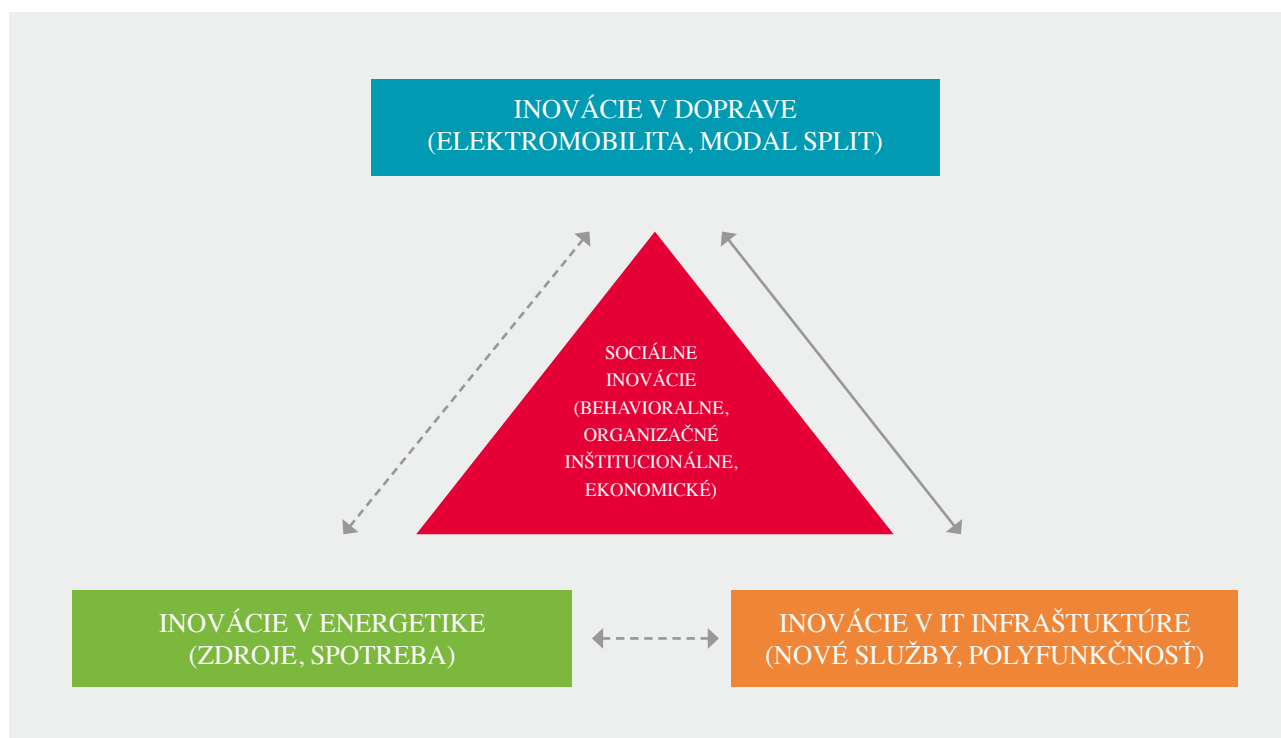 INOVÁCIE V DOPRAVE
(ELEKTROMOBILITA, MODAL SPLIT)
SOCIÁLNE
INOVÁCIE
(BEHAVIORALNE,
ORGANIZAČNÉ
INŠTITUCIONÁLNE,
EKONOMICKÉ)
INOVÁCIE V ENERGETIKE
(ZDROJE, SPOTREBA)
INOVÁCIE V IT INFRAŠTUKTÚRE
(NOVÉ SLUŽBY, POLYFUNKČNOSŤ)